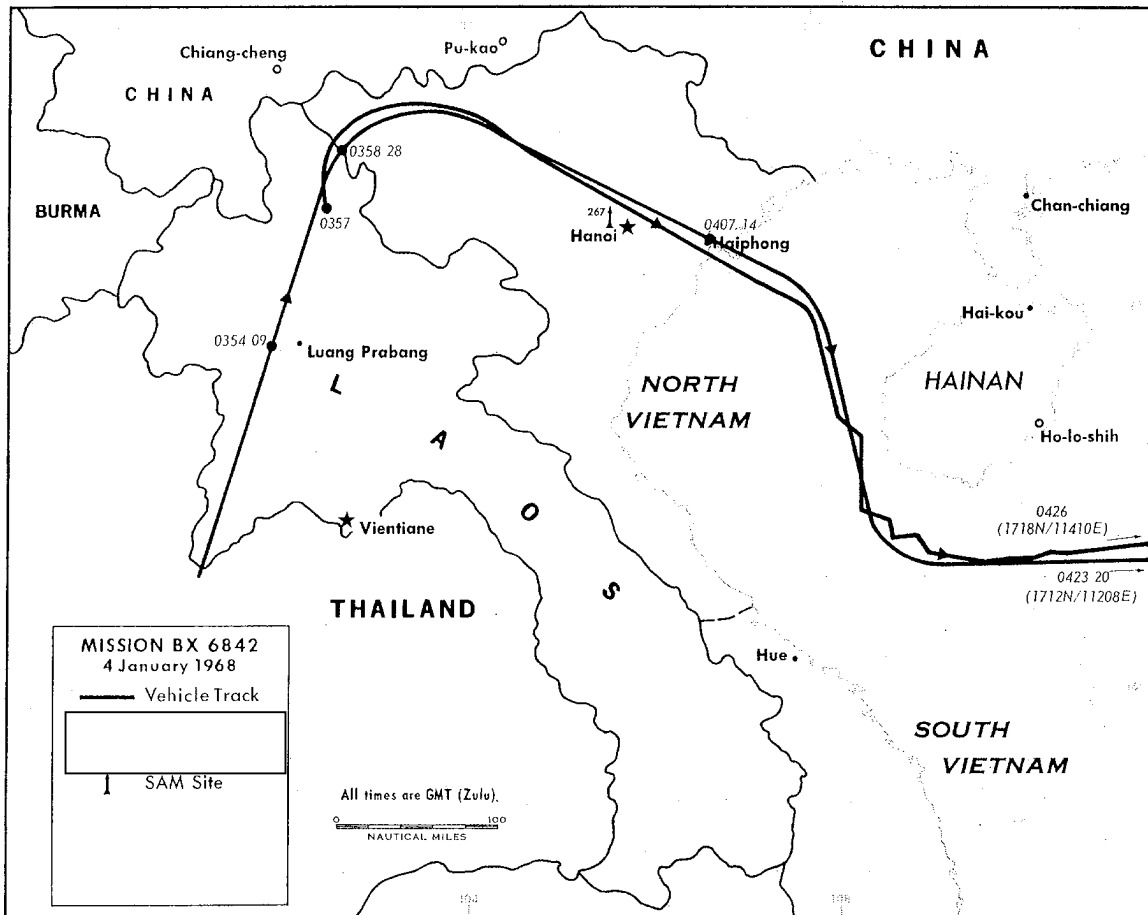 Pu-kao
CHINA
Chiang-cheng
CHINA
0358 28
BURMA
0357
267
Hanoi
0407 14
Haiphong
Chan-chiang
0354 09
Luang Prabang
Hai-kou
HAINAN
L
A
O
S
NORTH
VIETNAM
Ho-lo-shih
Vientiane
0426
(1718N/11410E)
0423 20
(1712N/11208E)
THAILAND
MISSION BX 6842
4 January 1968
Vehicle Track
SAM Site
Hue
SOUTH
VIETNAM
All times are GMT (Zulu).
0 100
NAUTICAL MILES
104
108